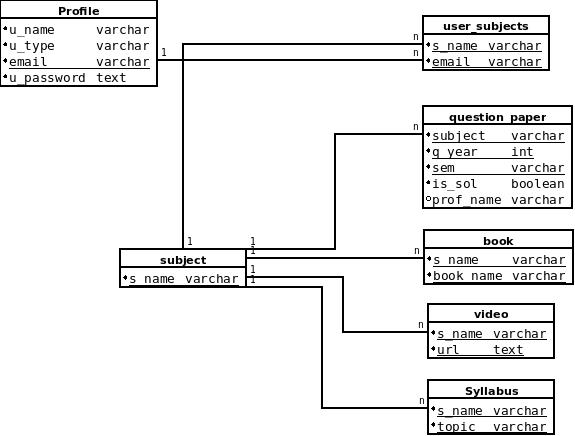 Profile
u_name varchar
u_type varchar
email varchar
u_password text
1
n
n
user_subjects
s_name varchar
email varchar
n
question_paper
subject varchar
q_year int
sem varchar
is_sol boolean
prof_name varchar
1
1
1
1
1
subject
s_name varchar
n
book
s_name varchar
book_name varchar
n
video
s_name varchar
url text
n
Syllabus
s_name varchar
topic varchar